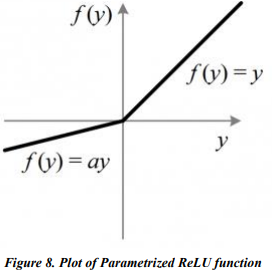 f(y)
f(y) = y
y
f(y) = ay
Figure 8. Plot of Parametrized ReLU function